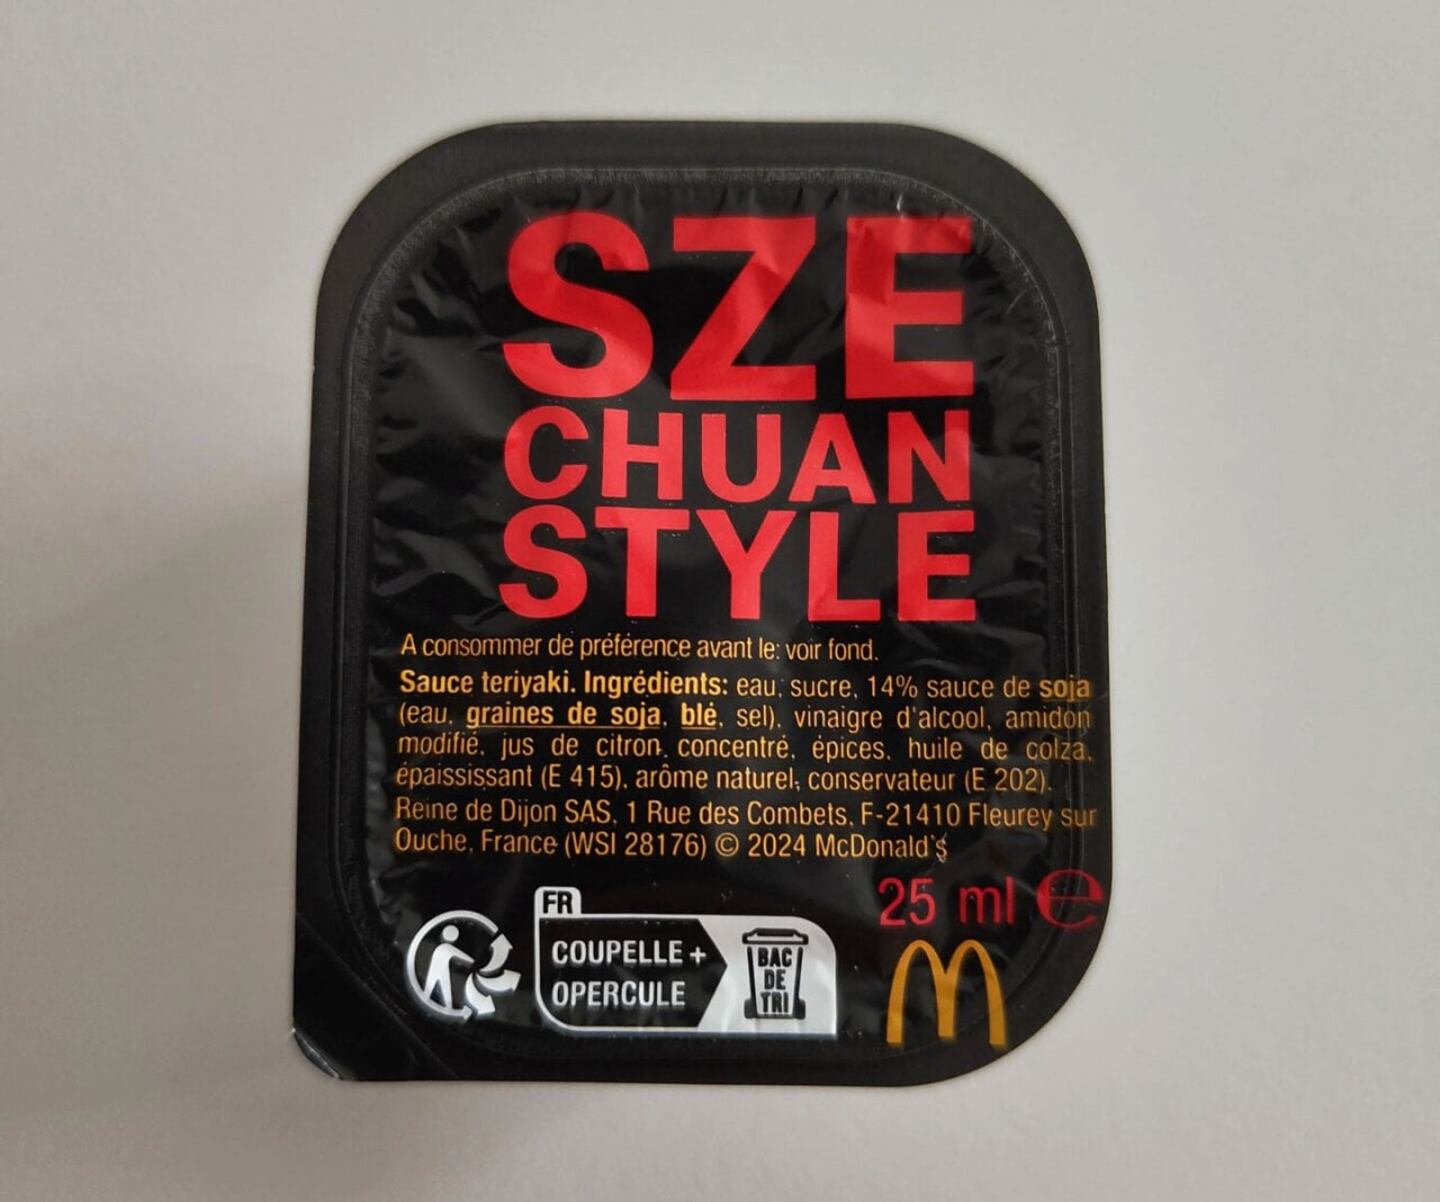 SZE
CHUAN
STYLE
A consommer de préférence avant le: voir fond.
Sauce teriyaki. Ingrédients: eau, sucre, 14% sauce de soja
(eau, graines de soja, blé, sel), vinaigre d'alcool, amidon
modifié, jus de citron concentré, épices, huile de colza,
épaississant (E 415), arôme naturel, conservateur (E 202).
Reine de Dijon SAS, 1 Rue des Combets, F-21410 Fleurey sur
Ouche, France (WSI 28176) © 2024 McDonald's
25 ml ℮
FR
COUPELLE +
OPERCULE
BAC
DE
TRI
M